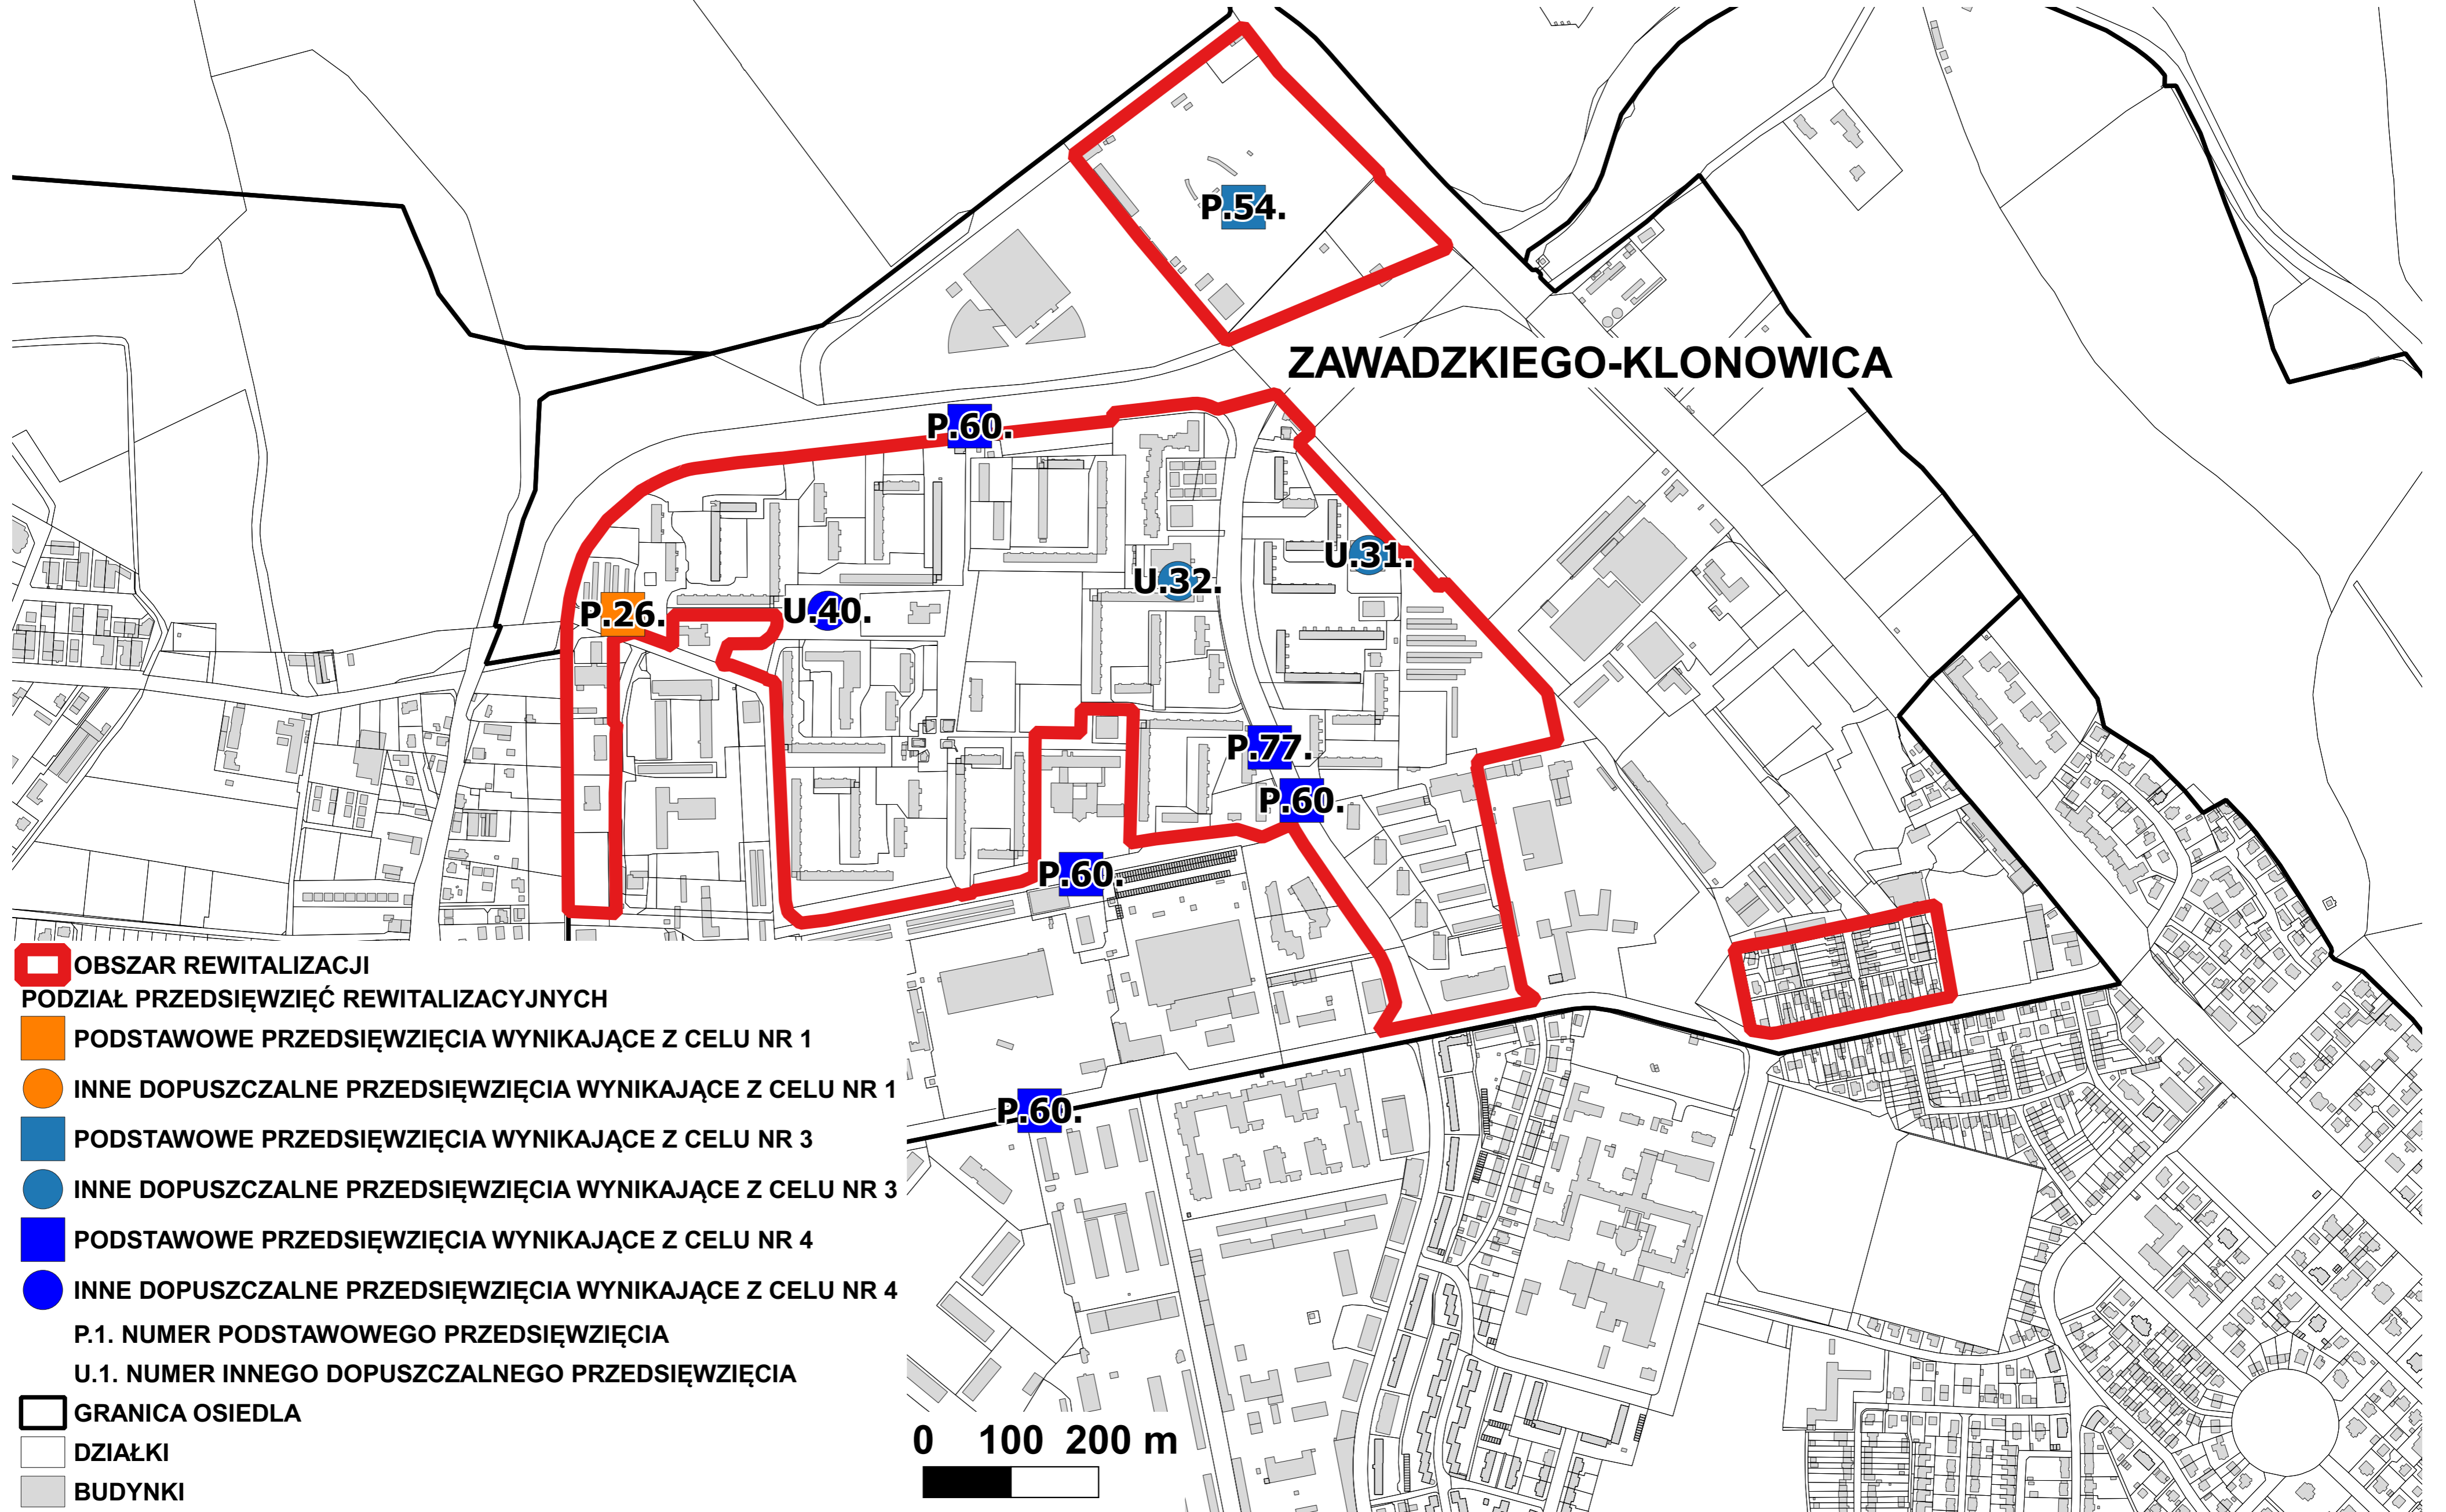 P.54.
ZAWADZKIEGO-KLONOWICA
P.60.
U.31.
U.32.
P.26.
U.40.
P.77.
P.60.
P.60.
P.60.
OBSZAR REWITALIZACJI
PODZIAŁ PRZEDSIĘWZIĘĆ REWITALIZACYJNYCH
PODSTAWOWE PRZEDSIĘWZIĘCIA WYNIKAJĄCE Z CELU NR 1
INNE DOPUSZCZALNE PRZEDSIĘWZIĘCIA WYNIKAJĄCE Z CELU NR 1
PODSTAWOWE PRZEDSIĘWZIĘCIA WYNIKAJĄCE Z CELU NR 3
INNE DOPUSZCZALNE PRZEDSIĘWZIĘCIA WYNIKAJĄCE Z CELU NR 3
PODSTAWOWE PRZEDSIĘWZIĘCIA WYNIKAJĄCE Z CELU NR 4
INNE DOPUSZCZALNE PRZEDSIĘWZIĘCIA WYNIKAJĄCE Z CELU NR 4
P.1. NUMER PODSTAWOWEGO PRZEDSIĘWZIĘCIA
U.1. NUMER INNEGO DOPUSZCZALNEGO PRZEDSIĘWZIĘCIA
GRANICA OSIEDLA
DZIAŁKI
BUDYNKI
0 100 200 m